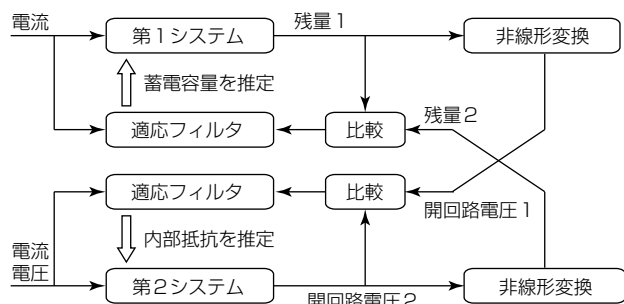 電流
第1システム
残量1
非線形変換
蓄電容量を推定
残量2
適応フィルタ
比較
適応フィルタ
比較
開回路電圧1
内部抵抗を推定
電流
電圧
第2システム
開回路電圧2
非線形変換